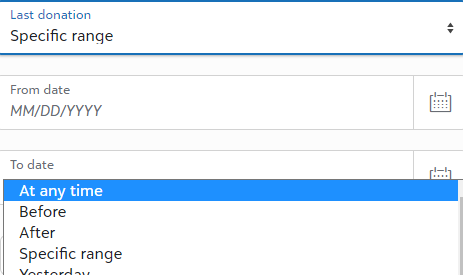 Last donation
Specific range
From date
MM/DD/YYYY
To date
At any time
Before
After
Specific range
Yesterday